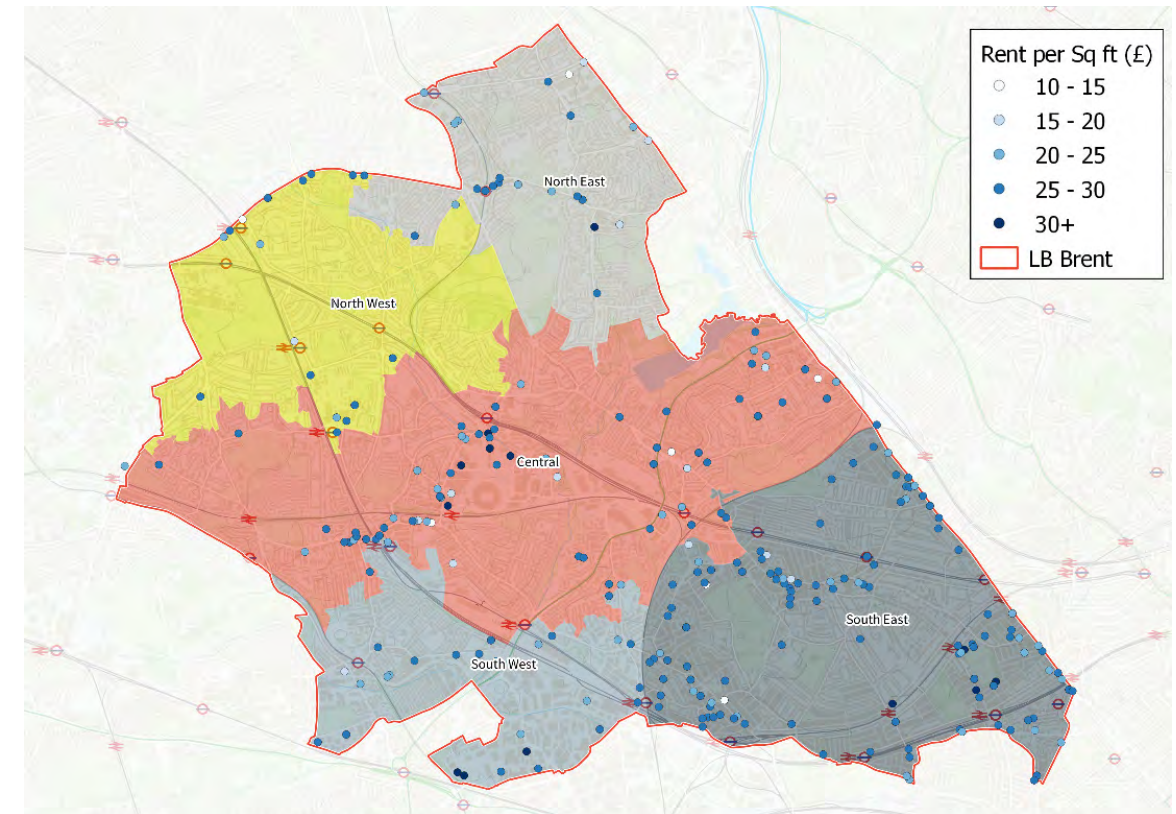 Rent per Sq ft (£)
10 - 15
15 - 20
20 - 25
25 - 30
30+
LB Brent
North East
North West
Central
South East
South West